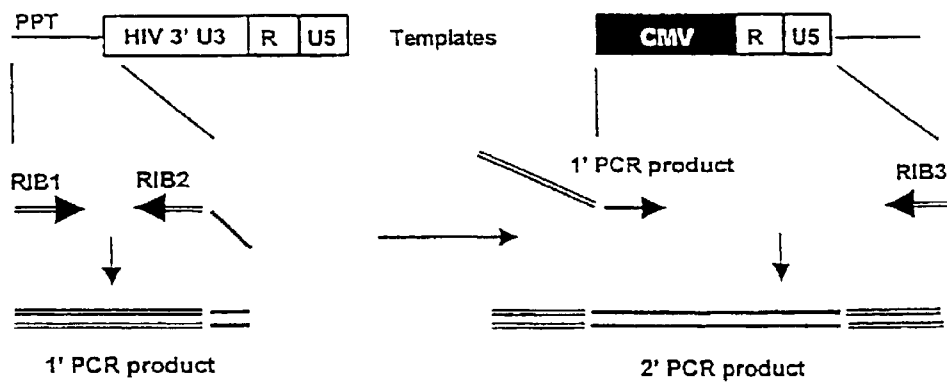 PPT
HIV 3' U3 R U5
Templates
CMV R U5
RIB1
RIB2
1' PCR product
RIB3
1' PCR product
2' PCR product